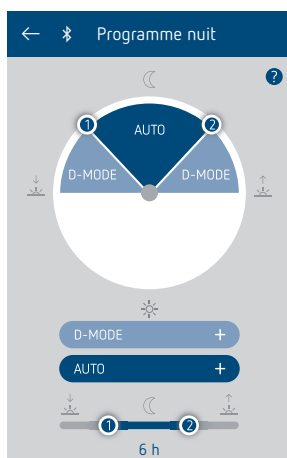 Programme nuit
?
1 AUTO 2
D-MODE D-MODE
D-MODE +
AUTO +
1 2
6 h